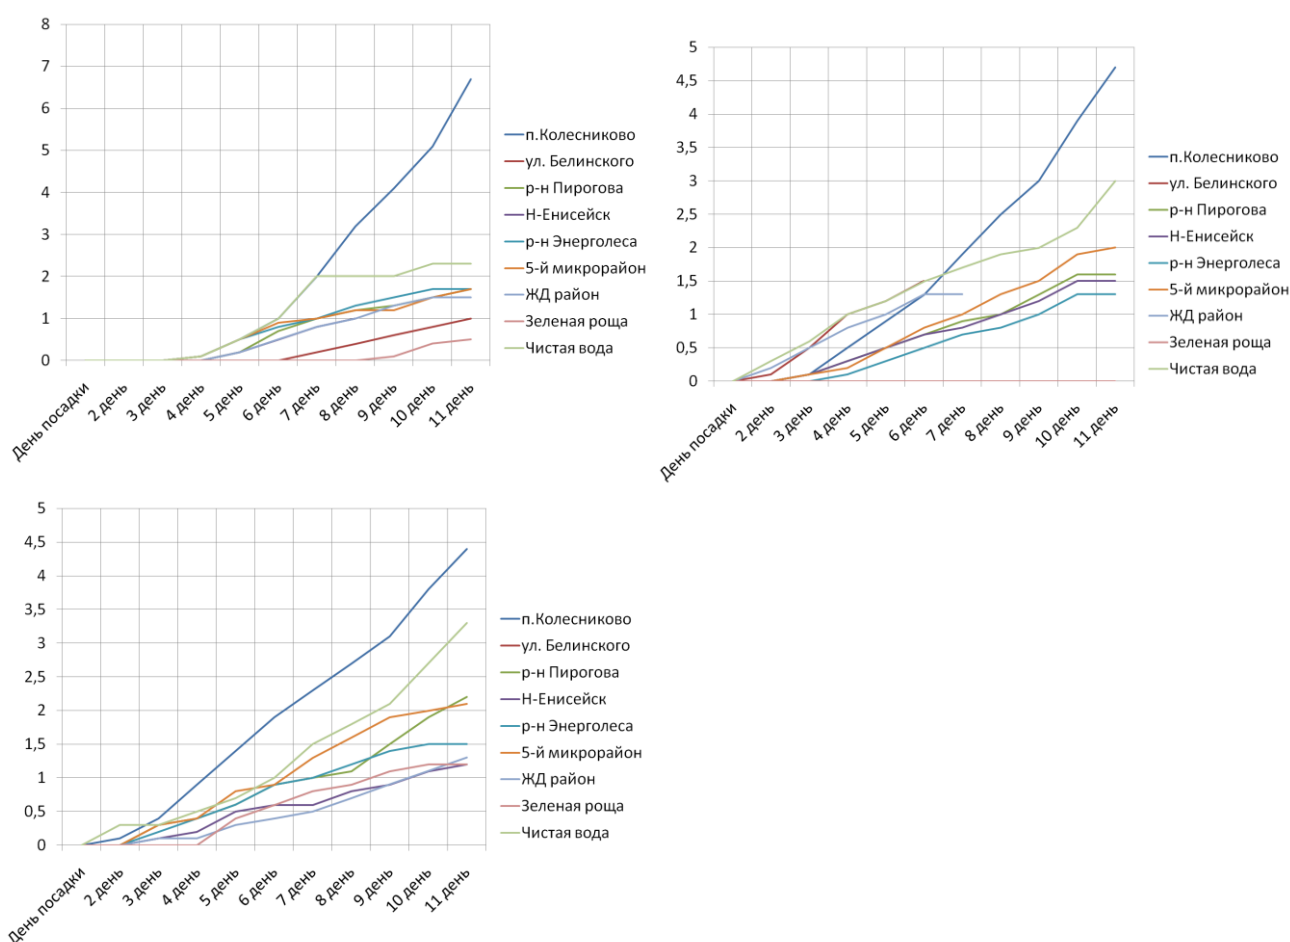 8
7
6
5
4
3
2
1
0
День посадки
2 день
3 день
4 день
5 день
6 день
7 день
8 день
9 день
10 день
11 день
п.Колесниково
ул. Белинского
р-н Пирогова
Н-Енисейск
р-н Энерголеса
5-й микрорайон
ЖД район
Зеленая роща
Чистая вода
5
4,5
4
3,5
3
2,5
2
1,5
1
0,5
0
День посадки
2 день
3 день
4 день
5 день
6 день
7 день
8 день
9 день
10 день
11 день
п.Колесниково
ул. Белинского
р-н Пирогова
Н-Енисейск
р-н Энерголеса
5-й микрорайон
ЖД район
Зеленая роща
Чистая вода
5
4,5
4
3,5
3
2,5
2
1,5
1
0,5
0
День посадки
2 день
3 день
4 день
5 день
6 день
7 день
8 день
9 день
10 день
11 день
п.Колесниково
ул. Белинского
р-н Пирогова
Н-Енисейск
р-н Энерголеса
5-й микрорайон
ЖД район
Зеленая роща
Чистая вода